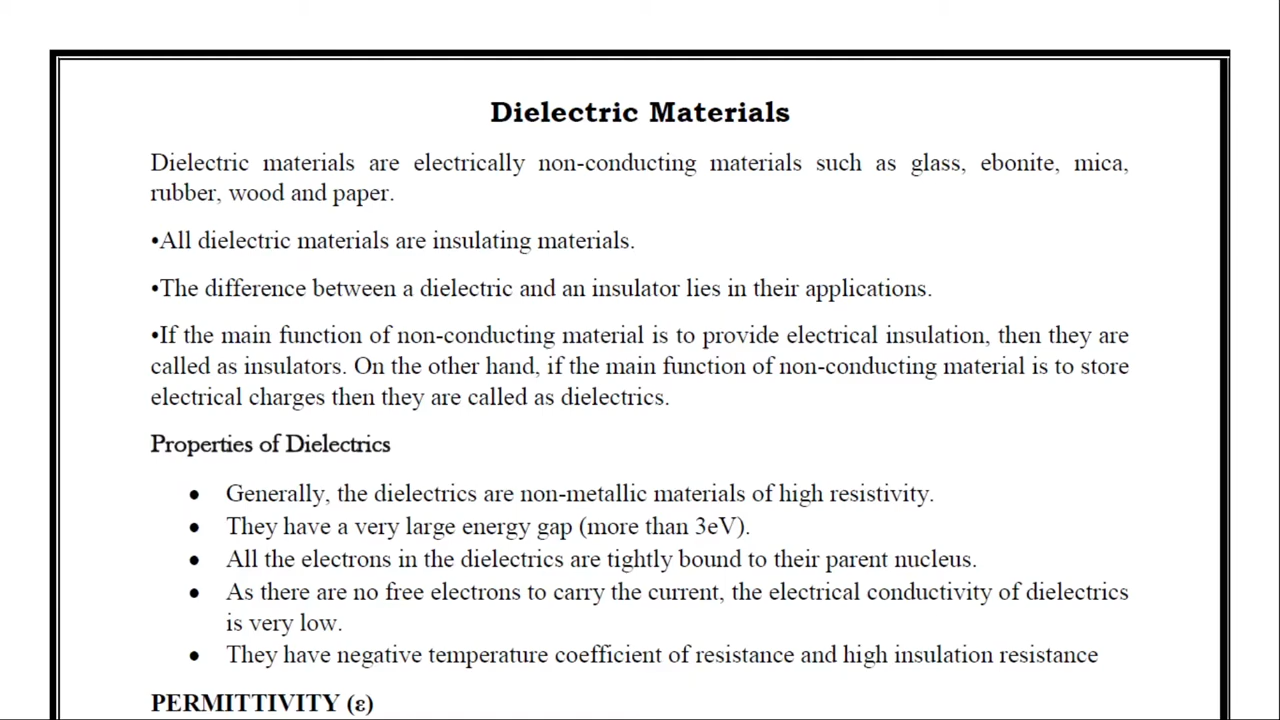 Dielectric Materials
Dielectric materials are electrically non-conducting materials such as glass, ebonite, mica,
rubber, wood and paper.
•All dielectric materials are insulating materials.
•The difference between a dielectric and an insulator lies in their applications.
•If the main function of non-conducting material is to provide electrical insulation, then they are
called as insulators. On the other hand, if the main function of non-conducting material is to store
electrical charges then they are called as dielectrics.
Properties of Dielectrics
• Generally, the dielectrics are non-metallic materials of high resistivity.
• They have a very large energy gap (more than 3eV).
• All the electrons in the dielectrics are tightly bound to their parent nucleus.
• As there are no free electrons to carry the current, the electrical conductivity of dielectrics
is very low.
• They have negative temperature coefficient of resistance and high insulation resistance
PERMITTIVITY (ε)